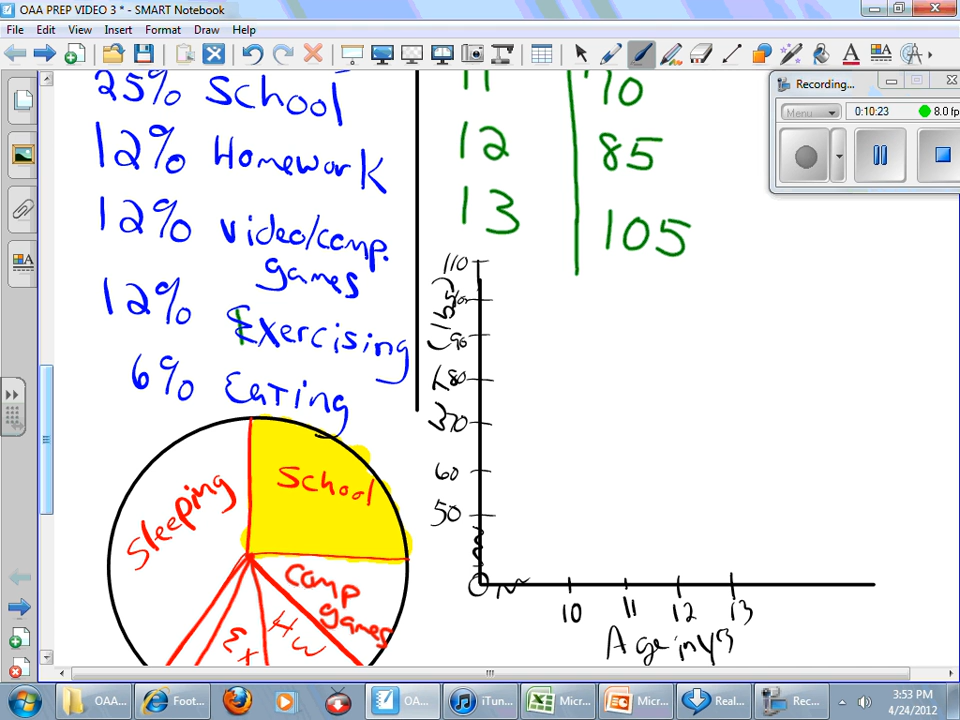 OAA PREP VIDEO 3 * - SMART Notebook
File Edit View Insert Format Draw Help
Recording...
Menu
0:10:23
8.0 fp
25% School
12% Homework
12% video/comp.
games
12% Exercising
6% Eating
11 70
12 85
13 105
110
90
80
70
60
50
0
10 11 12 13
Age in yrs
Sleeping
School
Comp
games
HW
Ex
OAA...
Foot...
OA...
iTun...
Micr...
Micr...
Real...
Rec...
3:53 PM
4/24/2012